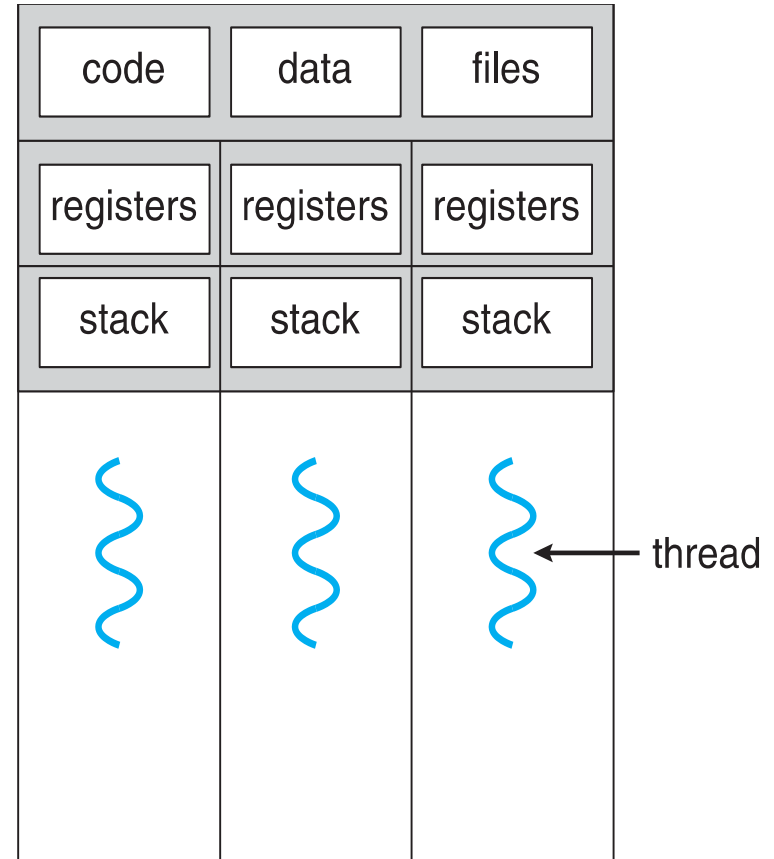 code data files
registers registers registers
stack stack stack
thread